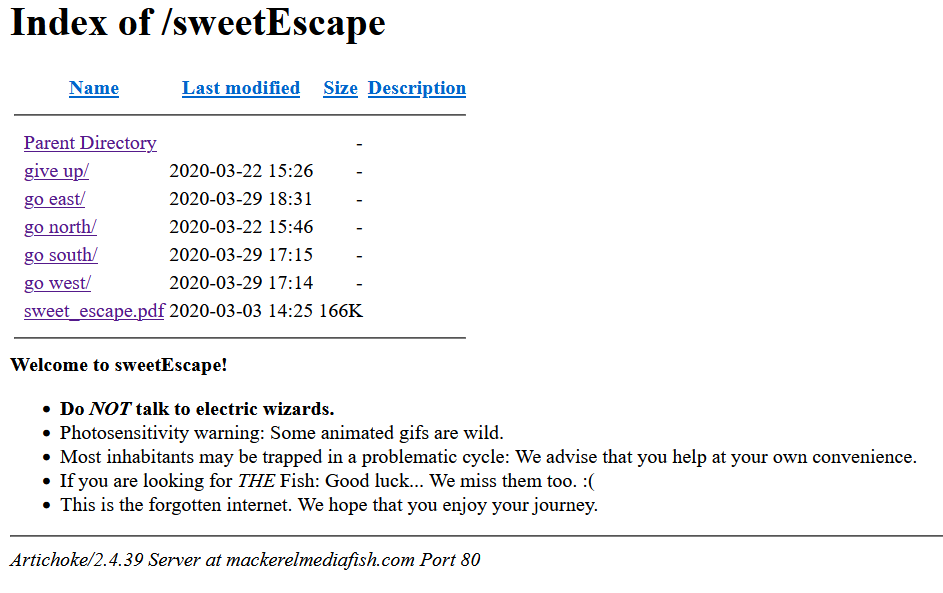 Index of /sweetEscape
Name Last modified Size Description
Parent Directory -
give up/ 2020-03-22 15:26 -
go east/ 2020-03-29 18:31 -
go north/ 2020-03-22 15:46 -
go south/ 2020-03-29 17:15 -
go west/ 2020-03-29 17:14 -
sweet_escape.pdf 2020-03-03 14:25 166K
Welcome to sweetEscape!
• Do NOT talk to electric wizards.
• Photosensitivity warning: Some animated gifs are wild.
• Most inhabitants may be trapped in a problematic cycle: We advise that you help at your own convenience.
• If you are looking for THE Fish: Good luck... We miss them too. :(
• This is the forgotten internet. We hope that you enjoy your journey.
Artichoke/2.4.39 Server at mackerelmediafish.com Port 80